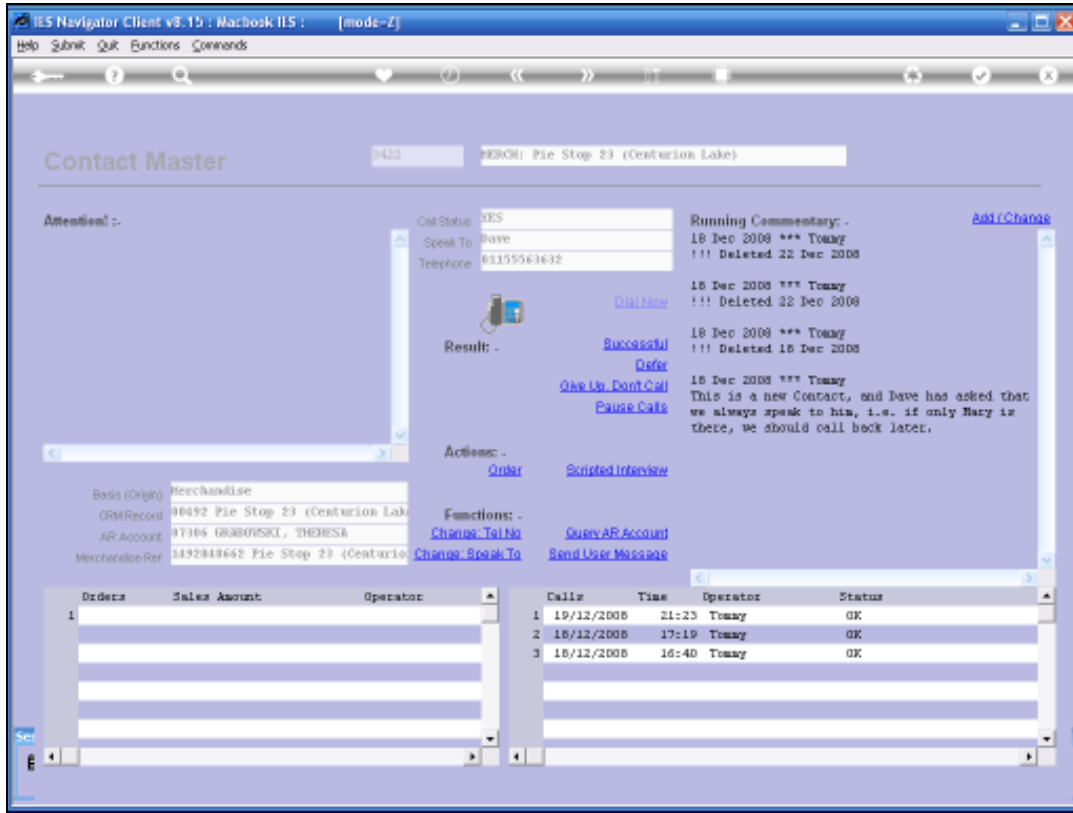 IES Navigator Client v8.15 : Macbook IES : [mode-Z]
Help Submit Quit Functions Commands
Contact Master 3422 MERCH: Pie Stop 23 (Centurion Lake)
Attention! :-
Call Status YES
Speak To Dave
Telephone 01155563632
Dial Now
Result: -
Successful
Defer
Give Up, Don't Call
Pause Calls
Actions: -
Order Scripted Interview
Functions: -
Change: Tel No Query AR Account
Change: Speak To Send User Message
Running Commentary: - Add / Change
18 Dec 2008 *** Tommy
!!! Deleted 22 Dec 2008
18 Dec 2008 *** Tommy
!!! Deleted 22 Dec 2008
18 Dec 2008 *** Tommy
!!! Deleted 18 Dec 2008
18 Dec 2008 *** Tommy
This is a new Contact, and Dave has asked that
we always speak to him, i.e. if only Mary is
there, we should call back later.
Basis (Origin) Merchandise
CRM Record 00492 Pie Stop 23 (Centurion Lak
AR Account 07306 GRABOWSKI, THERESA
Merchandise Ref Pie Stop 23 (Centurio
Orders Sales Amount Operator
1
Calls Time Operator Status
1 19/12/2008 21:23 Tommy OK
2 18/12/2008 17:19 Tommy OK
3 18/12/2008 16:40 Tommy OK